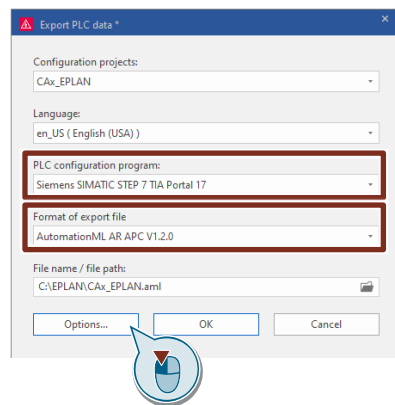 Export PLC data *
Configuration projects:
CAx_EPLAN
Language:
en_US ( English (USA) )
PLC configuration program:
Siemens SIMATIC STEP 7 TIA Portal 17
Format of export file
AutomationML AR APC V1.2.0
File name / file path:
C:\EPLAN\CAx_EPLAN.aml
Options... OK Cancel